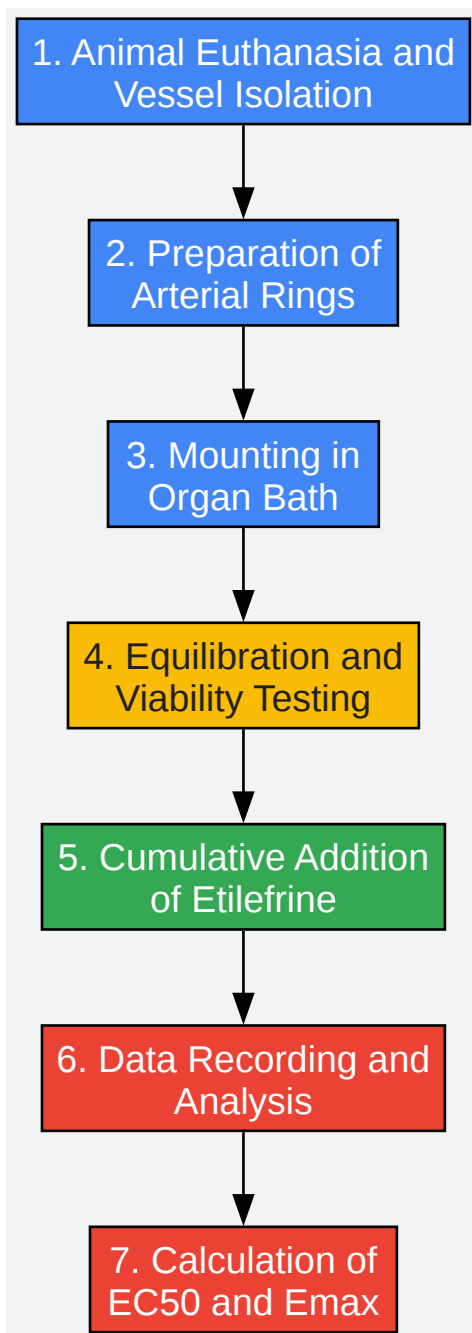 1. Animal Euthanasia and
Vessel Isolation
2. Preparation of
Arterial Rings
3. Mounting in
Organ Bath
4. Equilibration and
Viability Testing
5. Cumulative Addition
of Etilefrine
6. Data Recording and
Analysis
7. Calculation of
EC50 and Emax